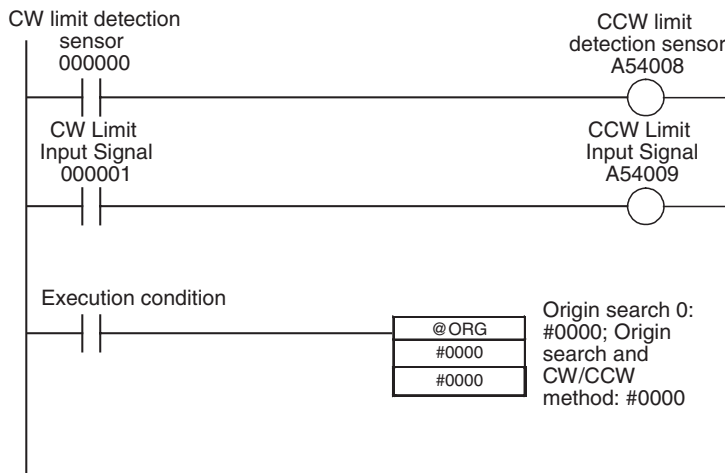 CW limit detection
sensor
000000
CCW limit
detection sensor
A54008
CW Limit
Input Signal
000001
CCW Limit
Input Signal
A54009
Execution condition
@ORG
#0000
#0000
Origin search 0:
#0000; Origin
search and
CW/CCW
method: #0000